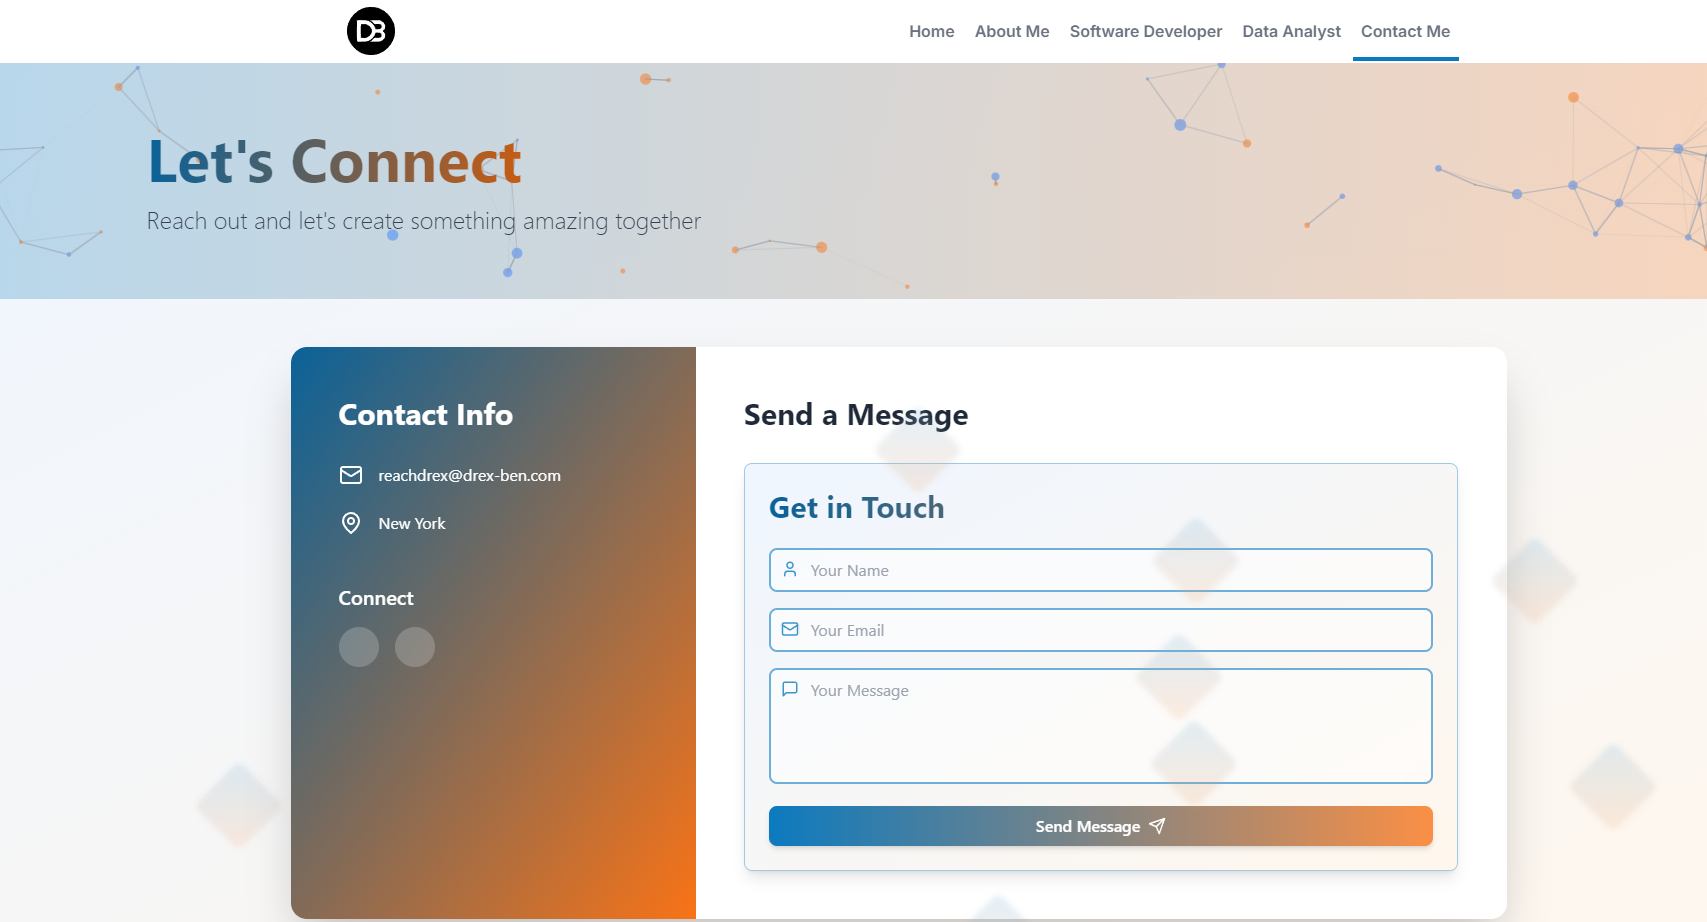 DB
Home About Me Software Developer Data Analyst Contact Me
Let's Connect
Reach out and let's create something amazing together
Contact Info
reachdrex@drex-ben.com
New York
Connect
Send a Message
Get in Touch
Your Name
Your Email
Your Message
Send Message